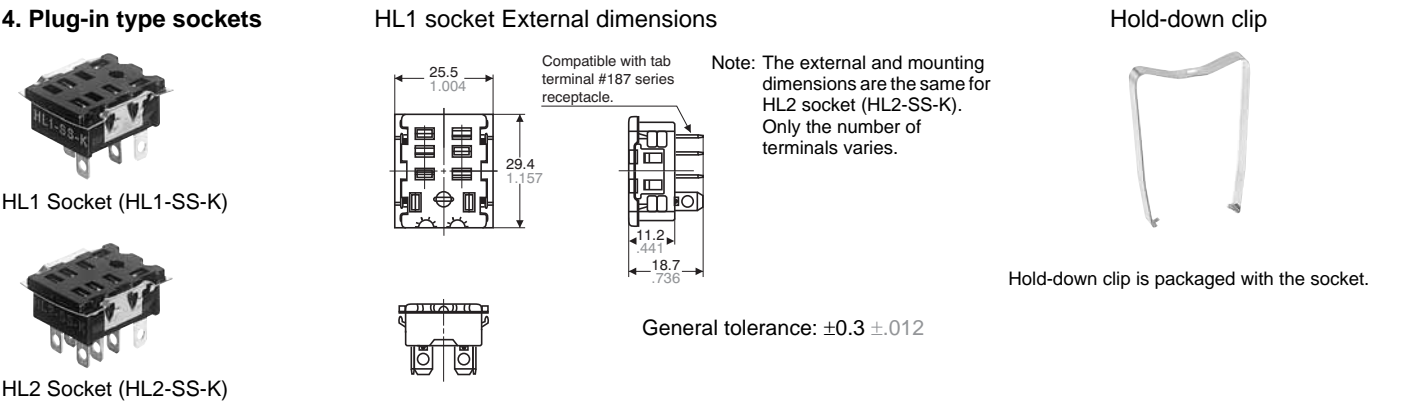 4. Plug-in type sockets
HL1-SS-K
HL1 Socket (HL1-SS-K)
HL2 Socket (HL2-SS-K)
HL1 socket External dimensions
25.5
1.004
29.4
1.157
Compatible with tab
terminal #187 series
receptacle.
11.2
.441
18.7
.736
Note: The external and mounting
dimensions are the same for
HL2 socket (HL2-SS-K).
Only the number of
terminals varies.
General tolerance: ±0.3 ±.012
Hold-down clip
Hold-down clip is packaged with the socket.